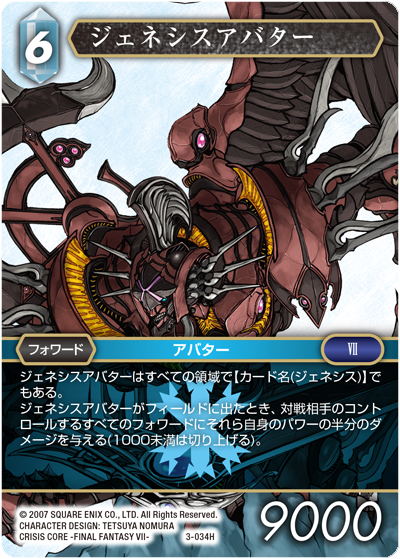 6
ジェネシスアバター
フォワード
アバター
VII
ジェネシスアバターはすべての領域で【カード名(ジェネシス)】で
もある。
ジェネシスアバターがフィールドに出たとき、対戦相手のコント
ロールするすべてのフォワードにそれら自身のパワーの半分のダ
メージを与える(1000未満は切り上げる)。
© 2007 SQUARE ENIX CO., LTD. All Rights Reserved.
CHARACTER DESIGN: TETSUYA NOMURA
CRISIS CORE -FINAL FANTASY VII- 3-034H
9000